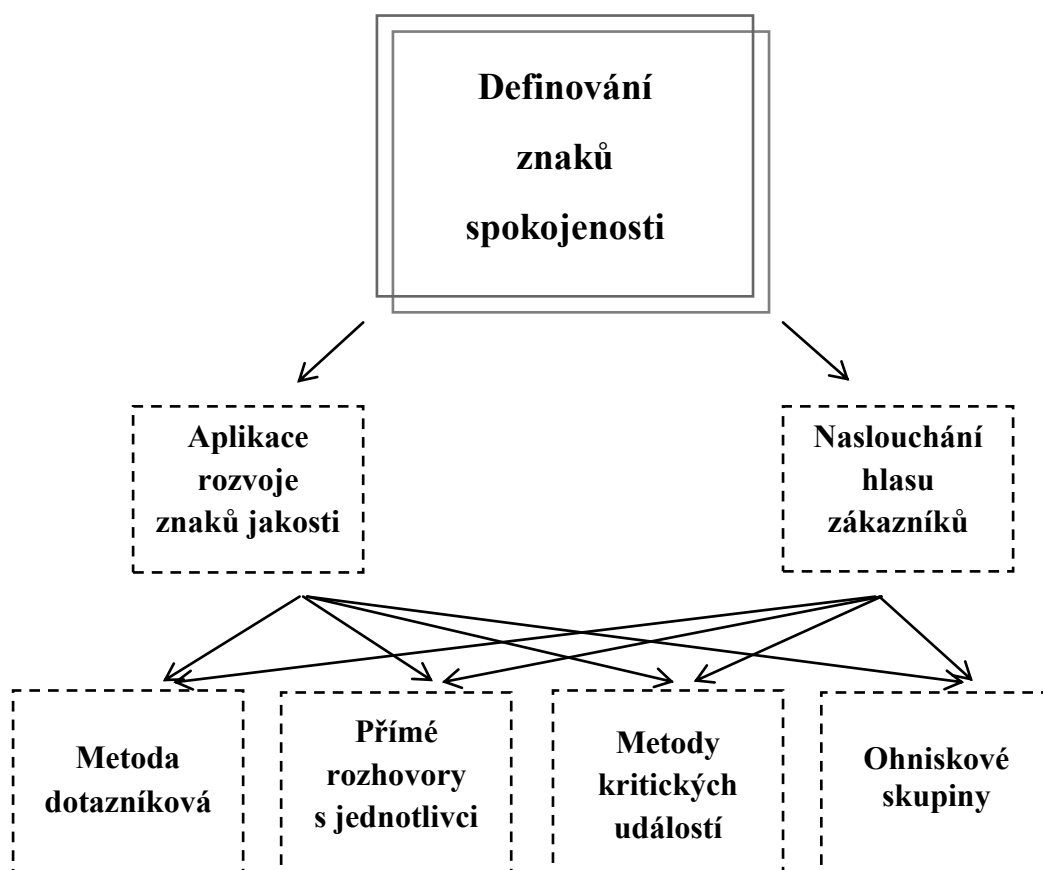 Definování
znaků
spokojenosti
Aplikace
rozvoje
znaků jakosti
Naslouchání
hlasu
zákazníků
Metoda
dotazníková
Přímé
rozhovory
s jednotlivci
Metody
kritických
událostí
Ohniskové
skupiny